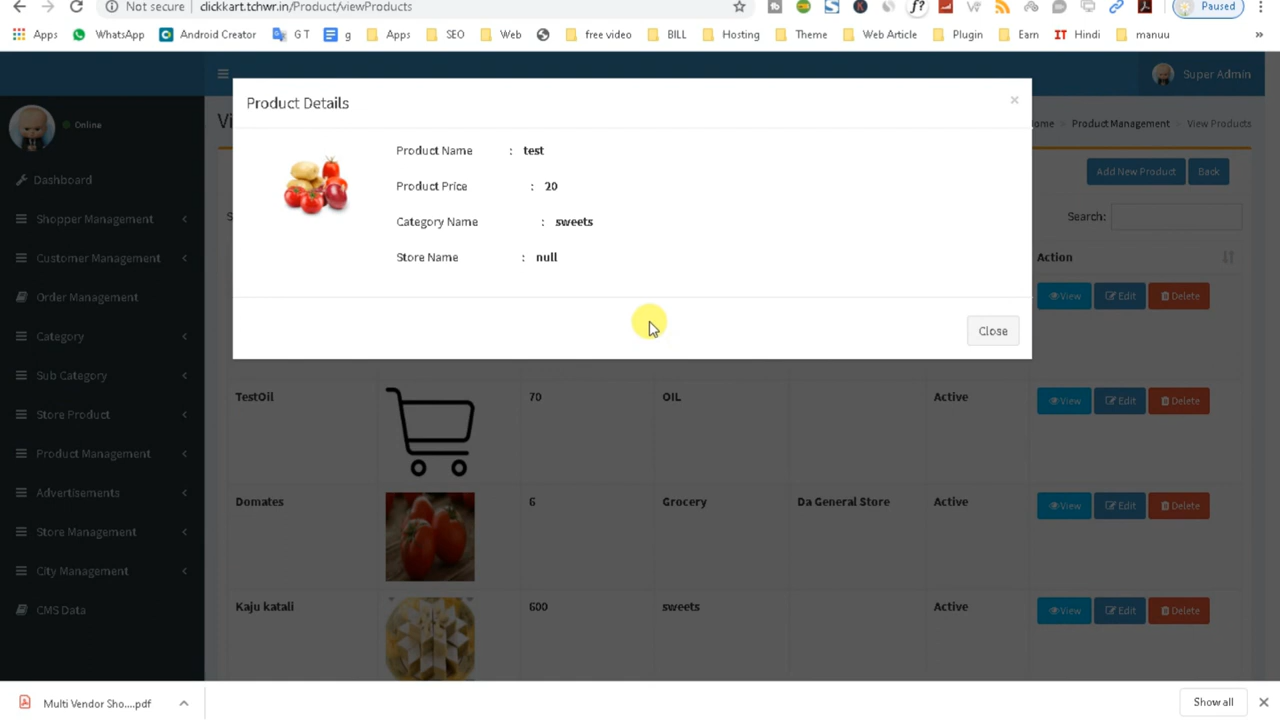 Not secure clickkart.tchwr.in/Product/viewProducts Paused
Apps WhatsApp Android Creator G T g Apps SEO Web free video BILL Hosting Theme Web Article Plugin Earn IT Hindi manuu »
Super Admin
Product Details ×
Online
Home > Product Management > View Products
Product Name : test
Product Price : 20
Category Name : sweets
Store Name : null
Close
Add New Product Back
Search:
Action
View Edit Delete
Dashboard
Shopper Management
Customer Management
Order Management
Category
Sub Category
Store Product
Product Management
Advertisements
Store Management
City Management
CMS Data
TestOil 70 OIL Active View Edit Delete
Domates 6 Grocery Da General Store Active View Edit Delete
Kaju katali 600 sweets Active View Edit Delete
Multi Vendor Sho....pdf Show all